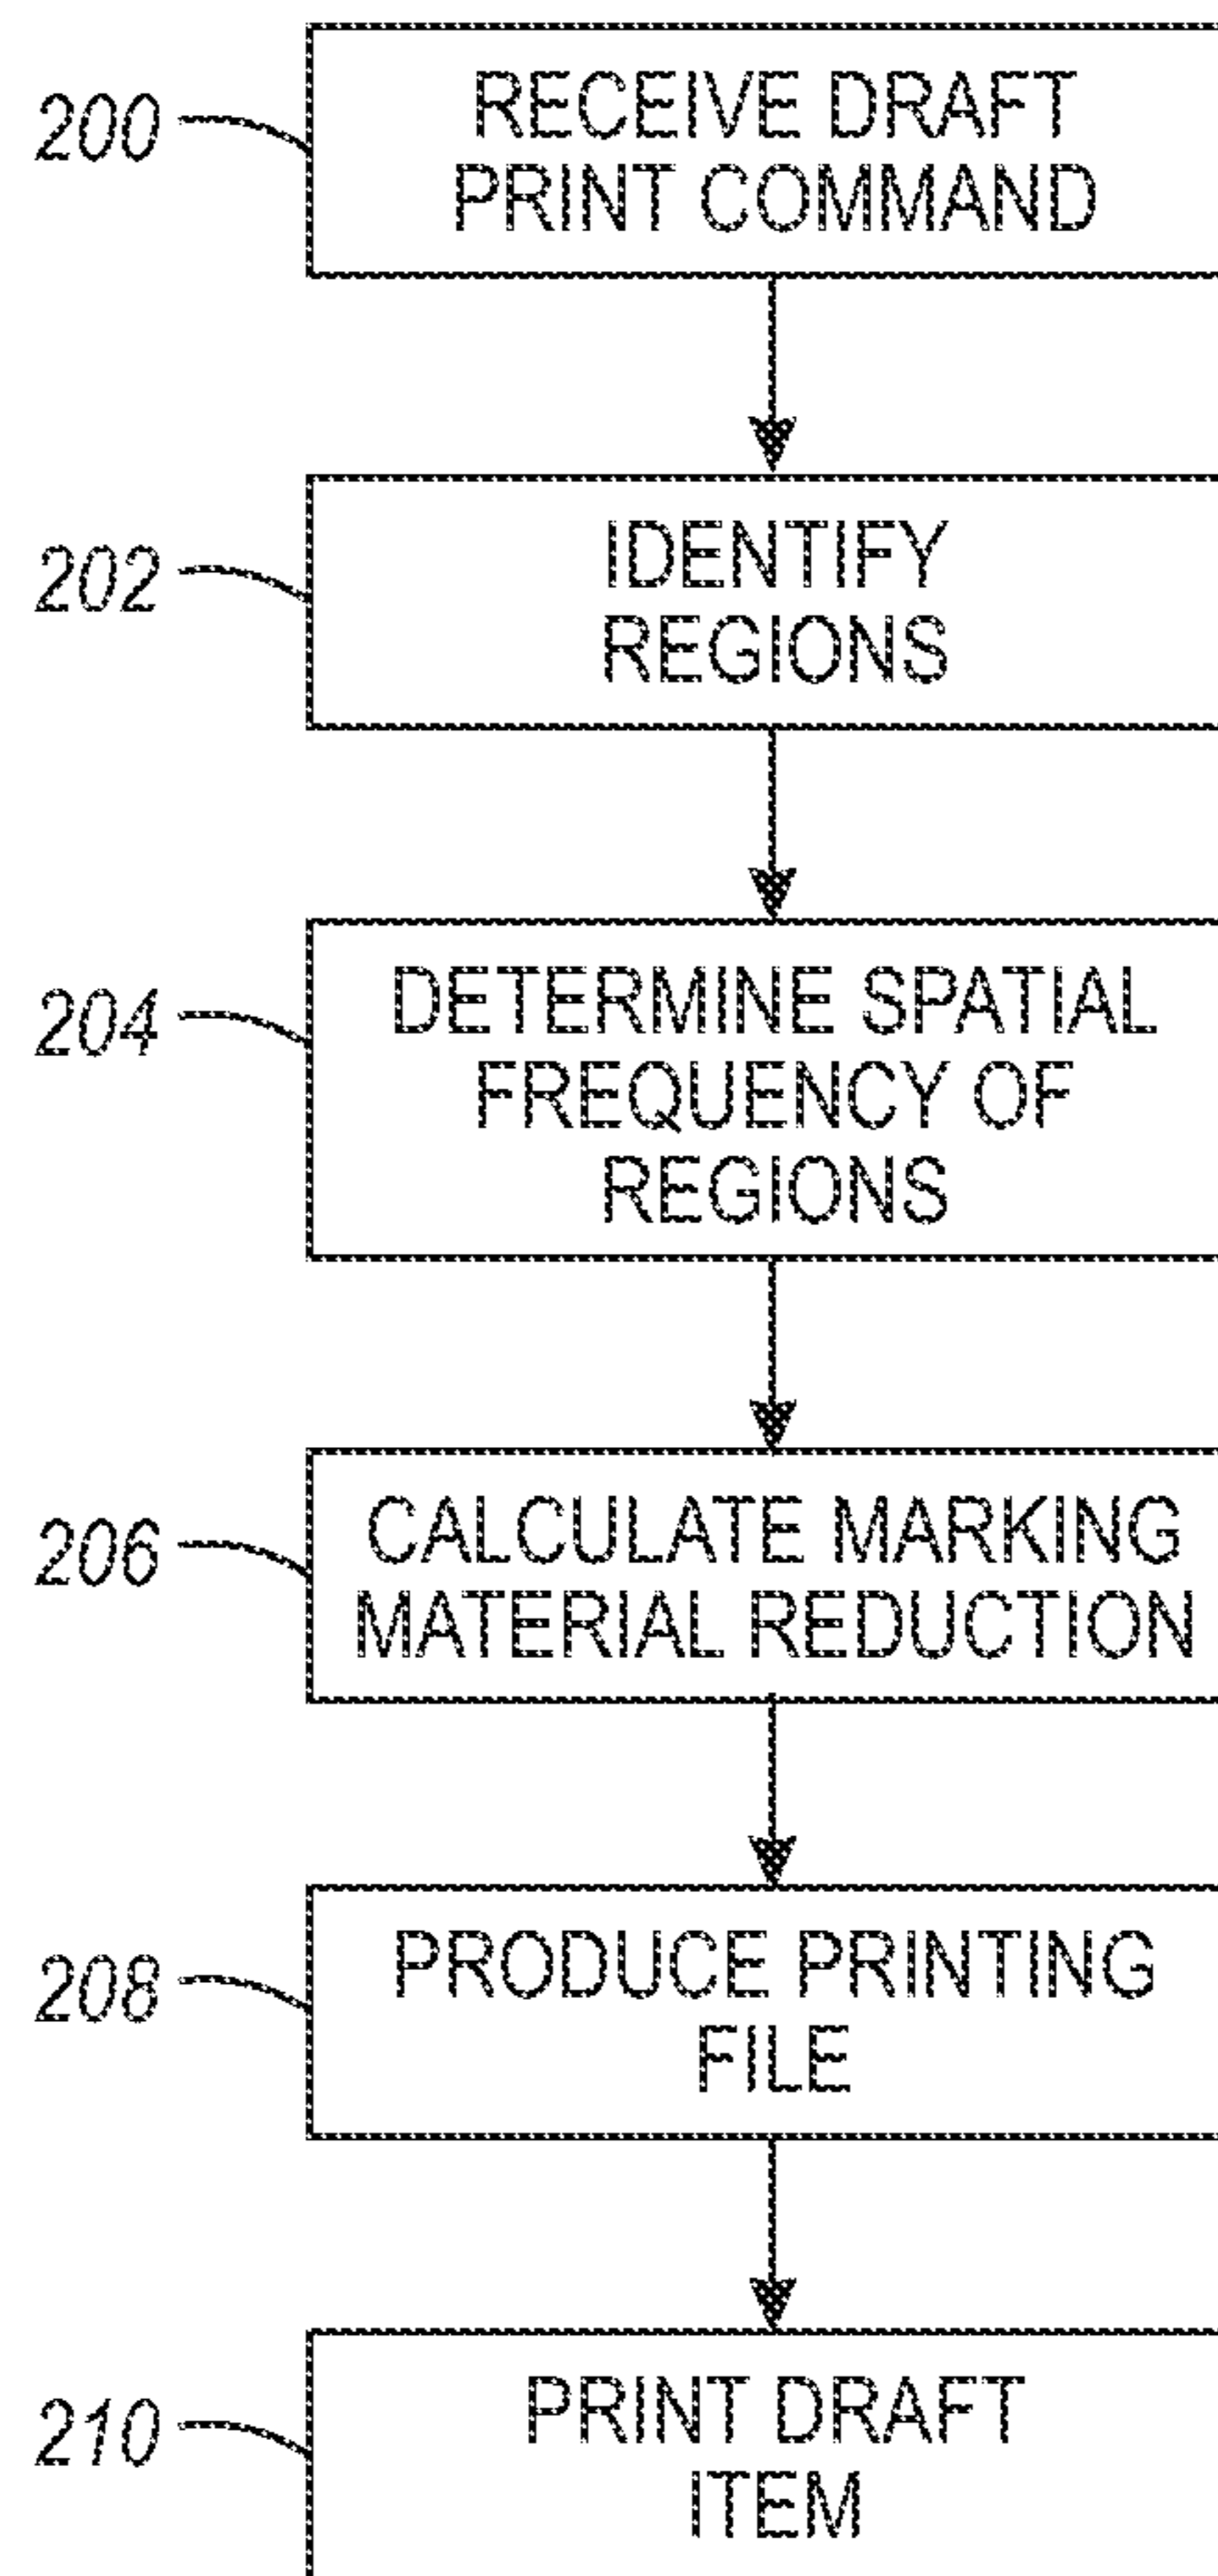 200
RECEIVE DRAFT
PRINT COMMAND
202
IDENTIFY
REGIONS
204
DETERMINE SPATIAL
FREQUENCY OF
REGIONS
206
CALCULATE MARKING
MATERIAL REDUCTION
208
PRODUCE PRINTING
FILE
210
PRINT DRAFT
ITEM